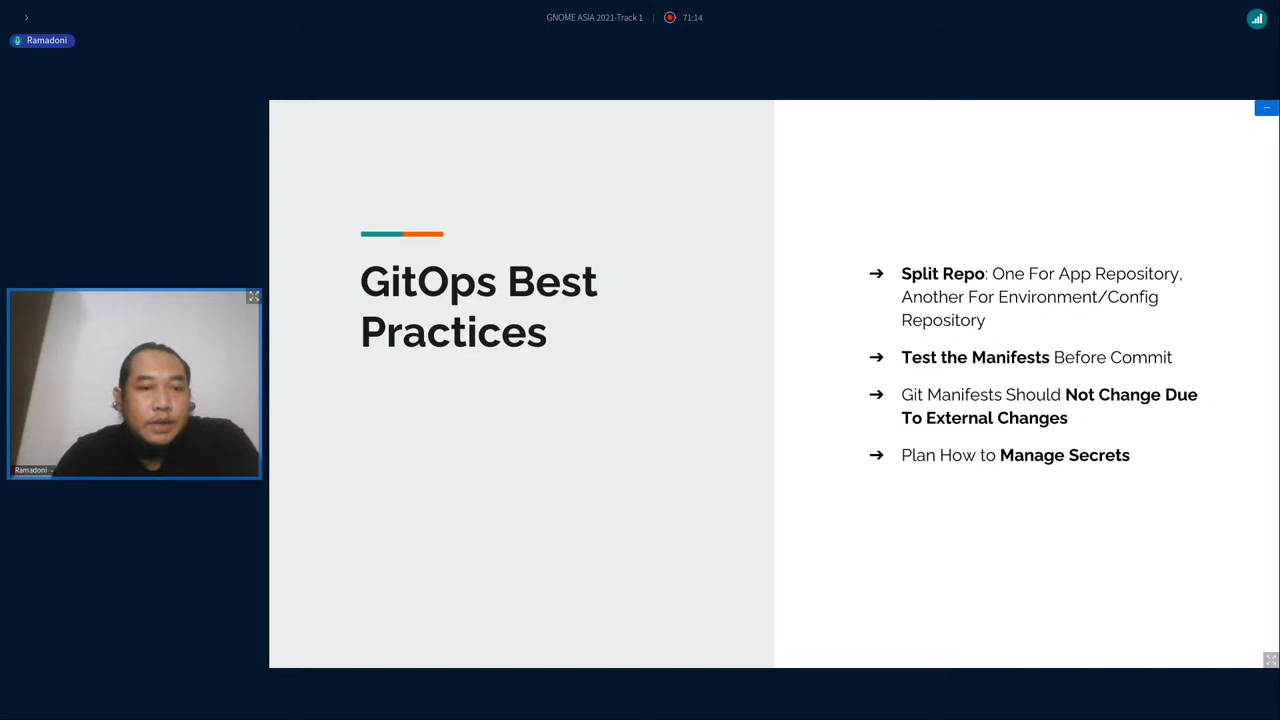 GNOME ASIA 2021-Track 1
71:14
Ramadoni
GitOps Best
Practices
➔ Split Repo: One For App Repository,
Another For Environment/Config
Repository
➔ Test the Manifests Before Commit
➔ Git Manifests Should Not Change Due
To External Changes
➔ Plan How to Manage Secrets
Ramadoni